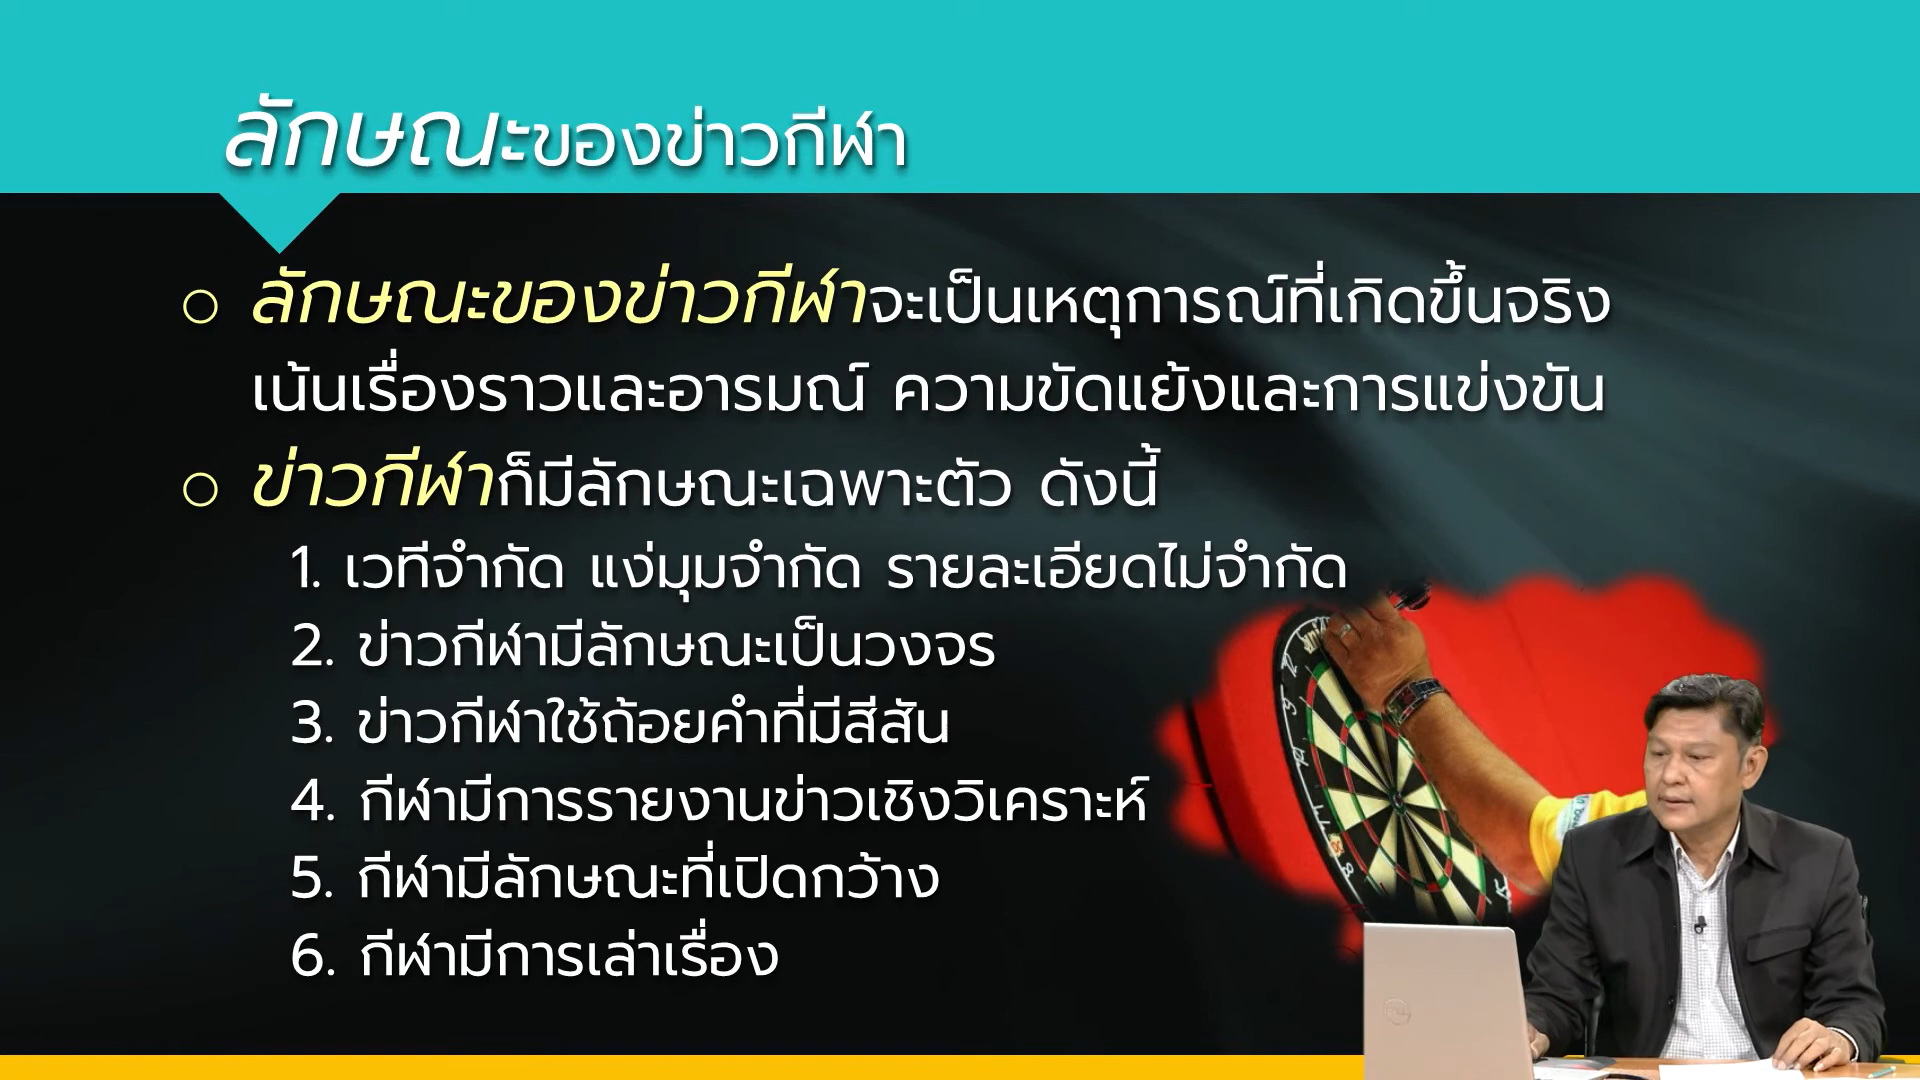 ลักษณะของข่าวกีฬา
ลักษณะของข่าวกีฬาจะเป็นเหตุการณ์ที่เกิดขึ้นจริง
เน้นเรื่องราวและอารมณ์ ความขัดแย้งและการแข่งขัน
ข่าวกีฬาก็มีลักษณะเฉพาะตัว ดังนี้
1. เวทีจำกัด แง่มุมจำกัด รายละเอียดไม่จำกัด
2. ข่าวกีฬามีลักษณะเป็นวงจร
3. ข่าวกีฬาใช้ถ้อยคำที่มีสีสัน
4. กีฬามีการรายงานข่าวเชิงวิเคราะห์
5. กีฬามีลักษณะที่เปิดกว้าง
6. กีฬามีการเล่าเรื่อง